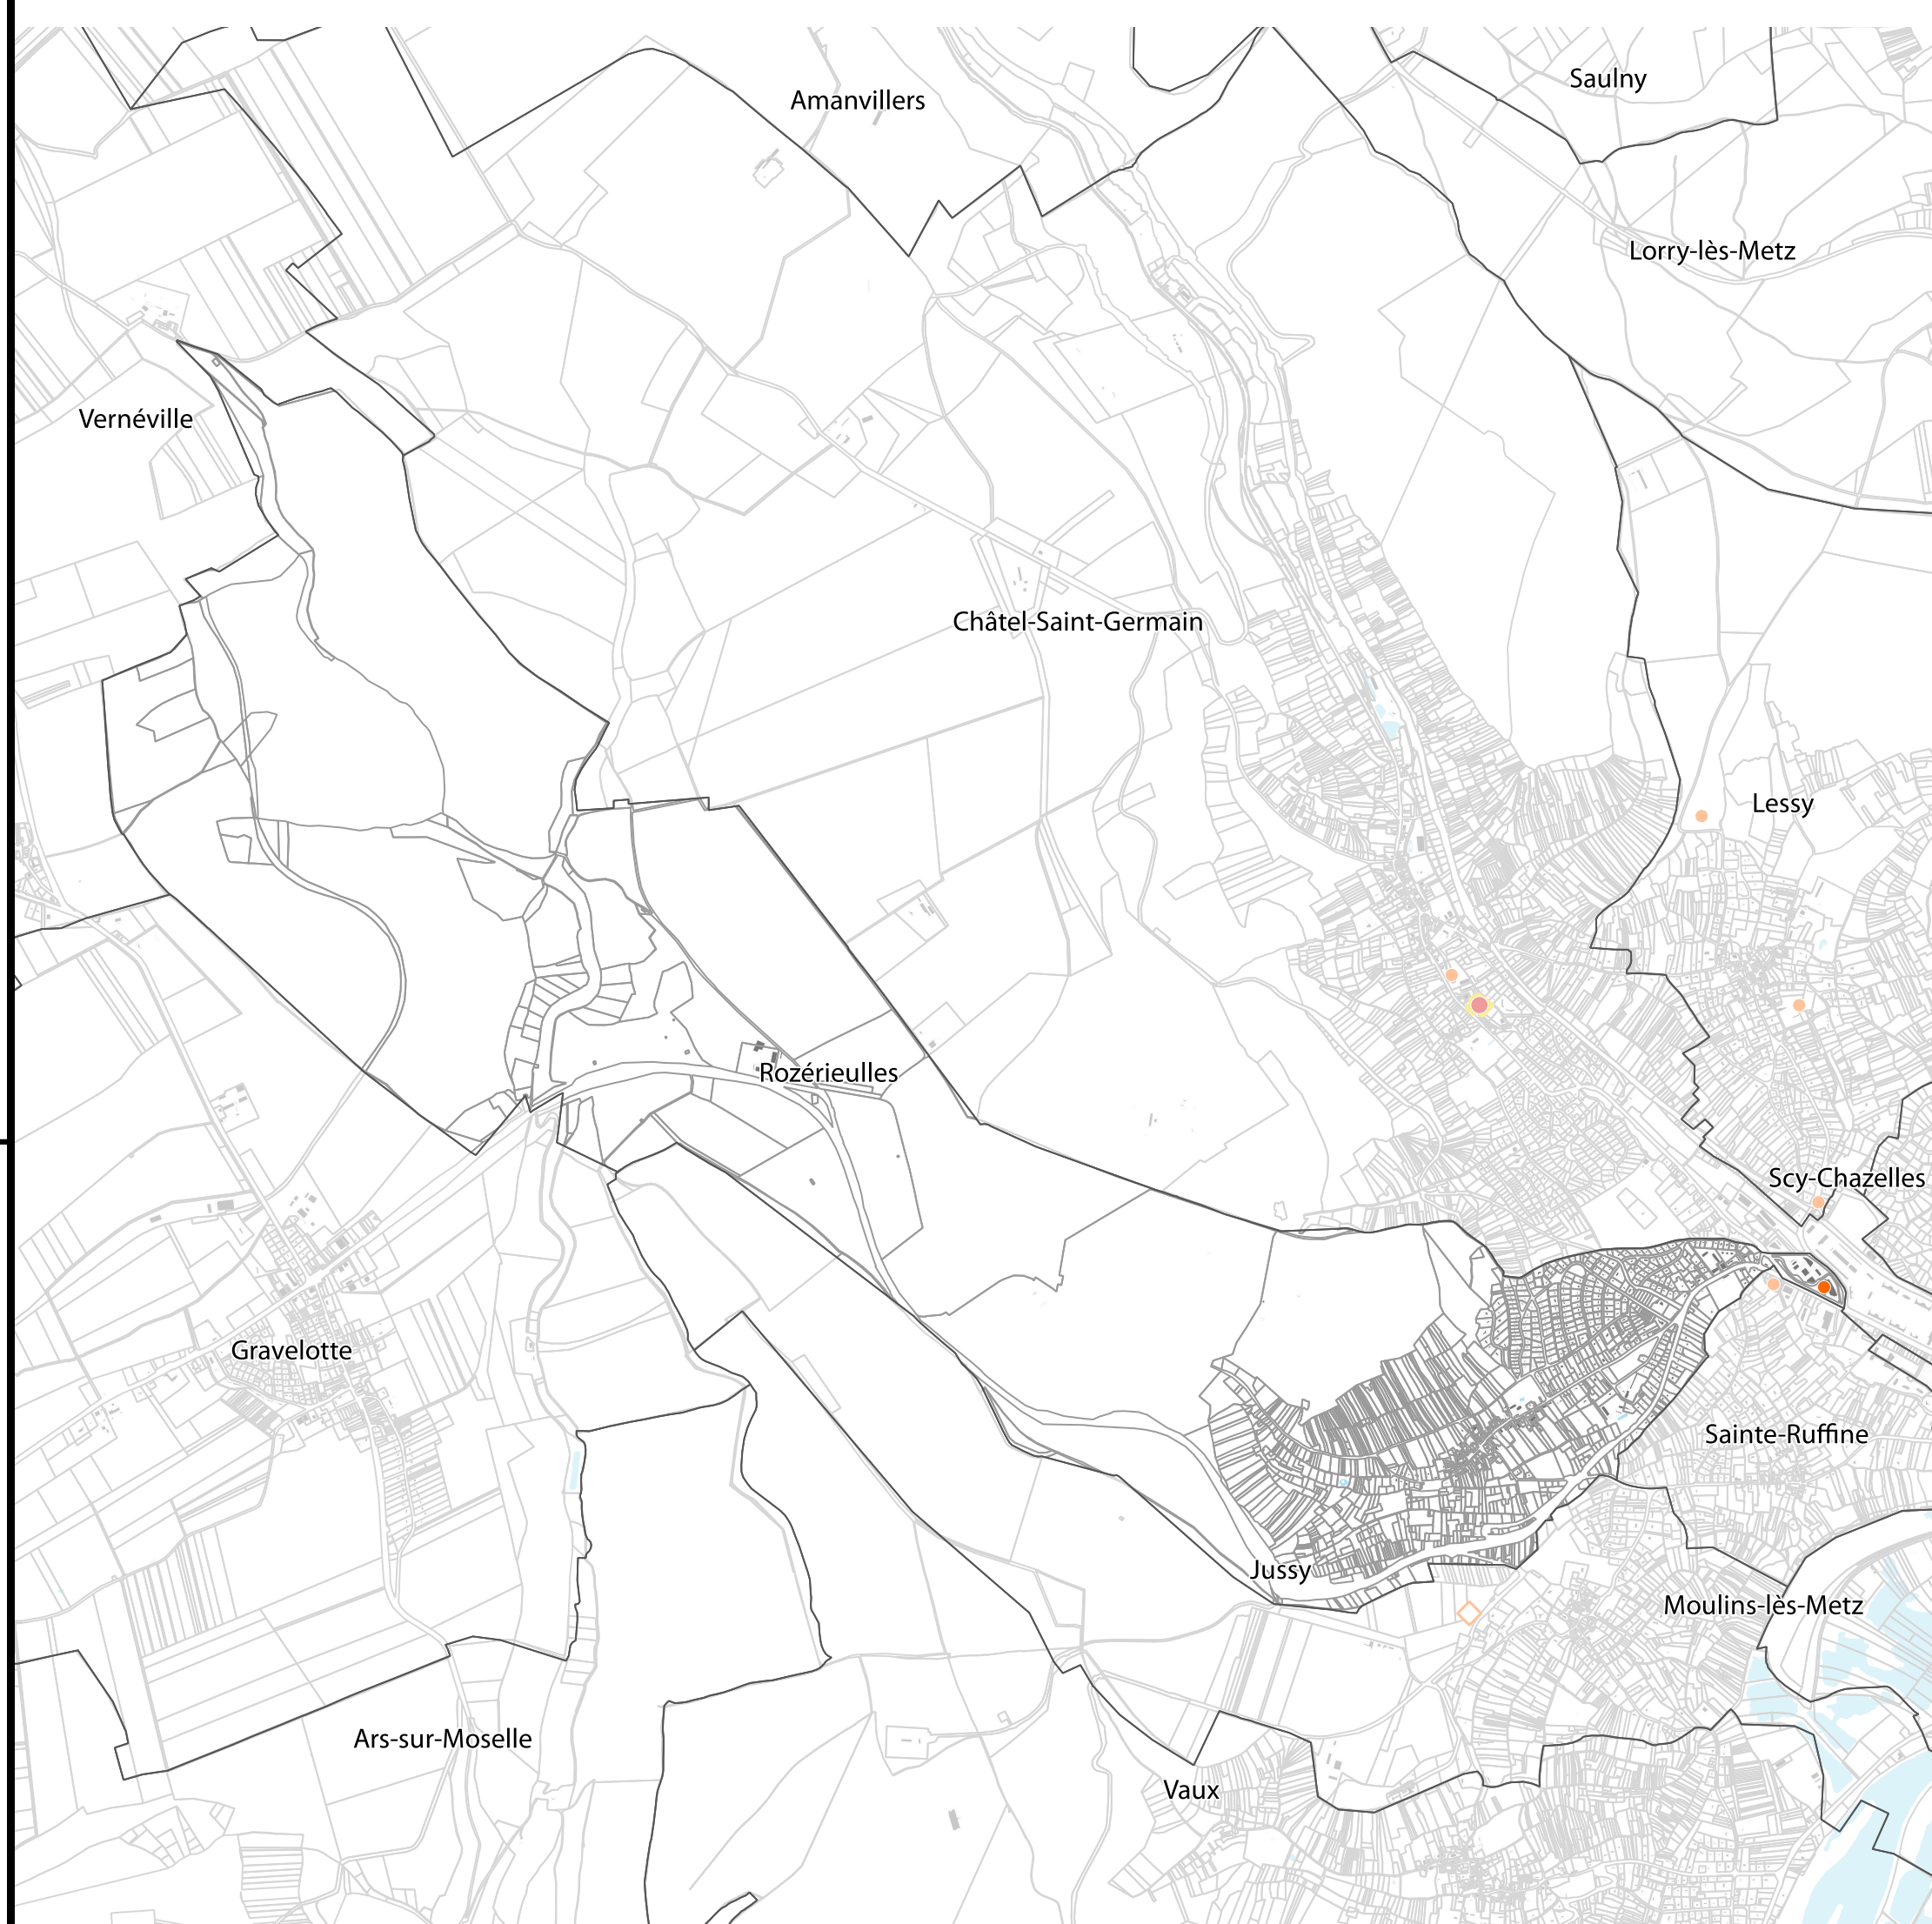 Saulny
Amanvillers
Lorry-lès-Metz
Vernéville
Châtel-Saint-Germain
Lessy
Rozérieulles
Scy-Chazelles
Gravelotte
Sainte-Ruffine
Jussy
Moulins-lès-Metz
Ars-sur-Moselle
Vaux